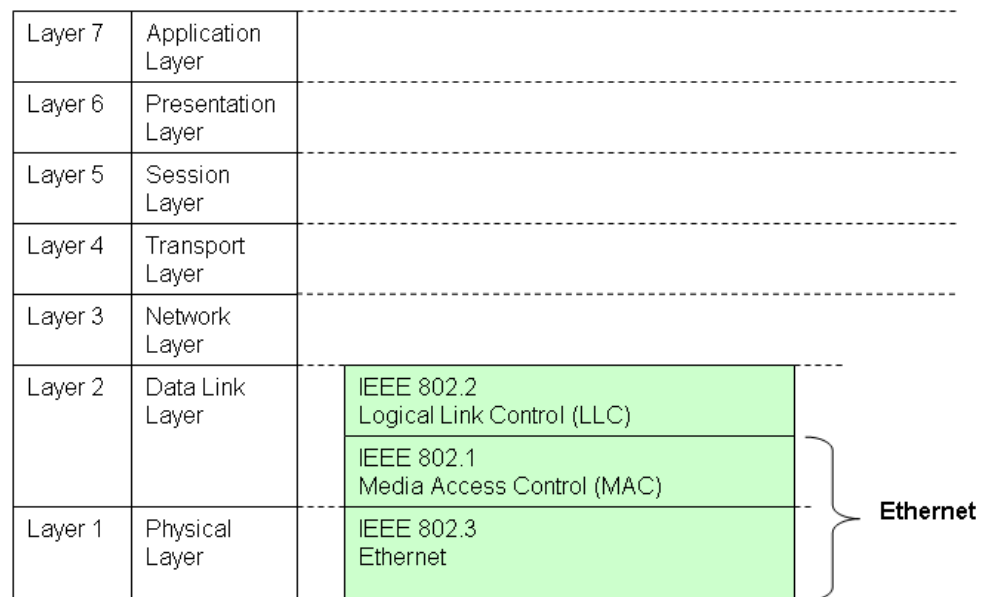 Layer 7
Application
Layer
Layer 6
Presentation
Layer
Layer 5
Session
Layer
Layer 4
Transport
Layer
Layer 3
Network
Layer
Layer 2
Data Link
Layer
IEEE 802.2
Logical Link Control (LLC)
IEEE 802.1
Media Access Control (MAC)
Layer 1
Physical
Layer
IEEE 802.3
Ethernet
Ethernet